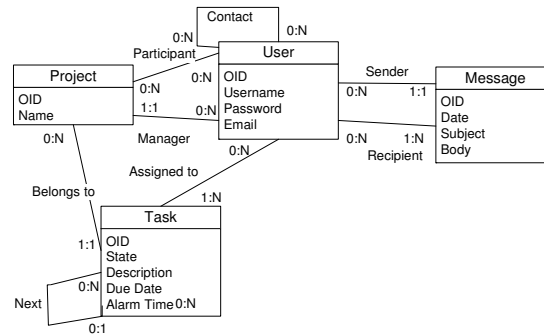 Contact
0:N
0:N
Participant
User
Project
0:N
0:N
OID
Username
Password
Email
Sender
0:N
1:1
Message
OID
Name
1:1
0:N
Manager
OID
Date
Subject
Body
0:N
1:N
Recipient
0:N
0:N
Assigned to
Belongs to
1:N
Task
1:1
OID
State
Description
Due Date
Alarm Time 0:N
0:N
Next
0:1